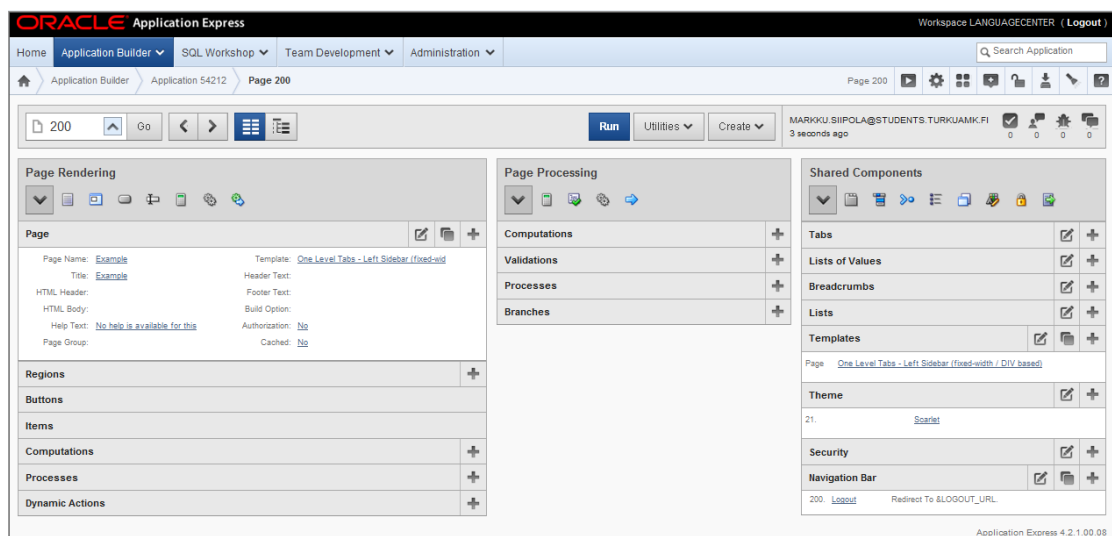 ORACLE Application Express
Workspace LANGUAGECENTER ( Logout )
Home Application Builder SQL Workshop Team Development Administration
Search Application
Application Builder Application 54212 Page 200
Page 200
200 Go
Run Utilities Create
MARKKU.SIIPOLA@STUDENTS.TURKUAMK.FI
3 seconds ago
0 0 0 0
Page Rendering
Page
Page Name: Example
Title: Example
HTML Header:
HTML Body:
Help Text: No help is available for this
Page Group:
Template: One Level Tabs - Left Sidebar (fixed-wid
Header Text:
Footer Text:
Build Option:
Authorization: No
Cached: No
Regions
Buttons
Items
Computations
Processes
Dynamic Actions
Page Processing
Computations
Validations
Processes
Branches
Shared Components
Tabs
Lists of Values
Breadcrumbs
Lists
Templates
Page One Level Tabs - Left Sidebar (fixed-width / DIV based)
Theme
21. Scarlet
Security
Navigation Bar
200. Logout Redirect To &LOGOUT_URL.
Application Express 4.2.1.00.08